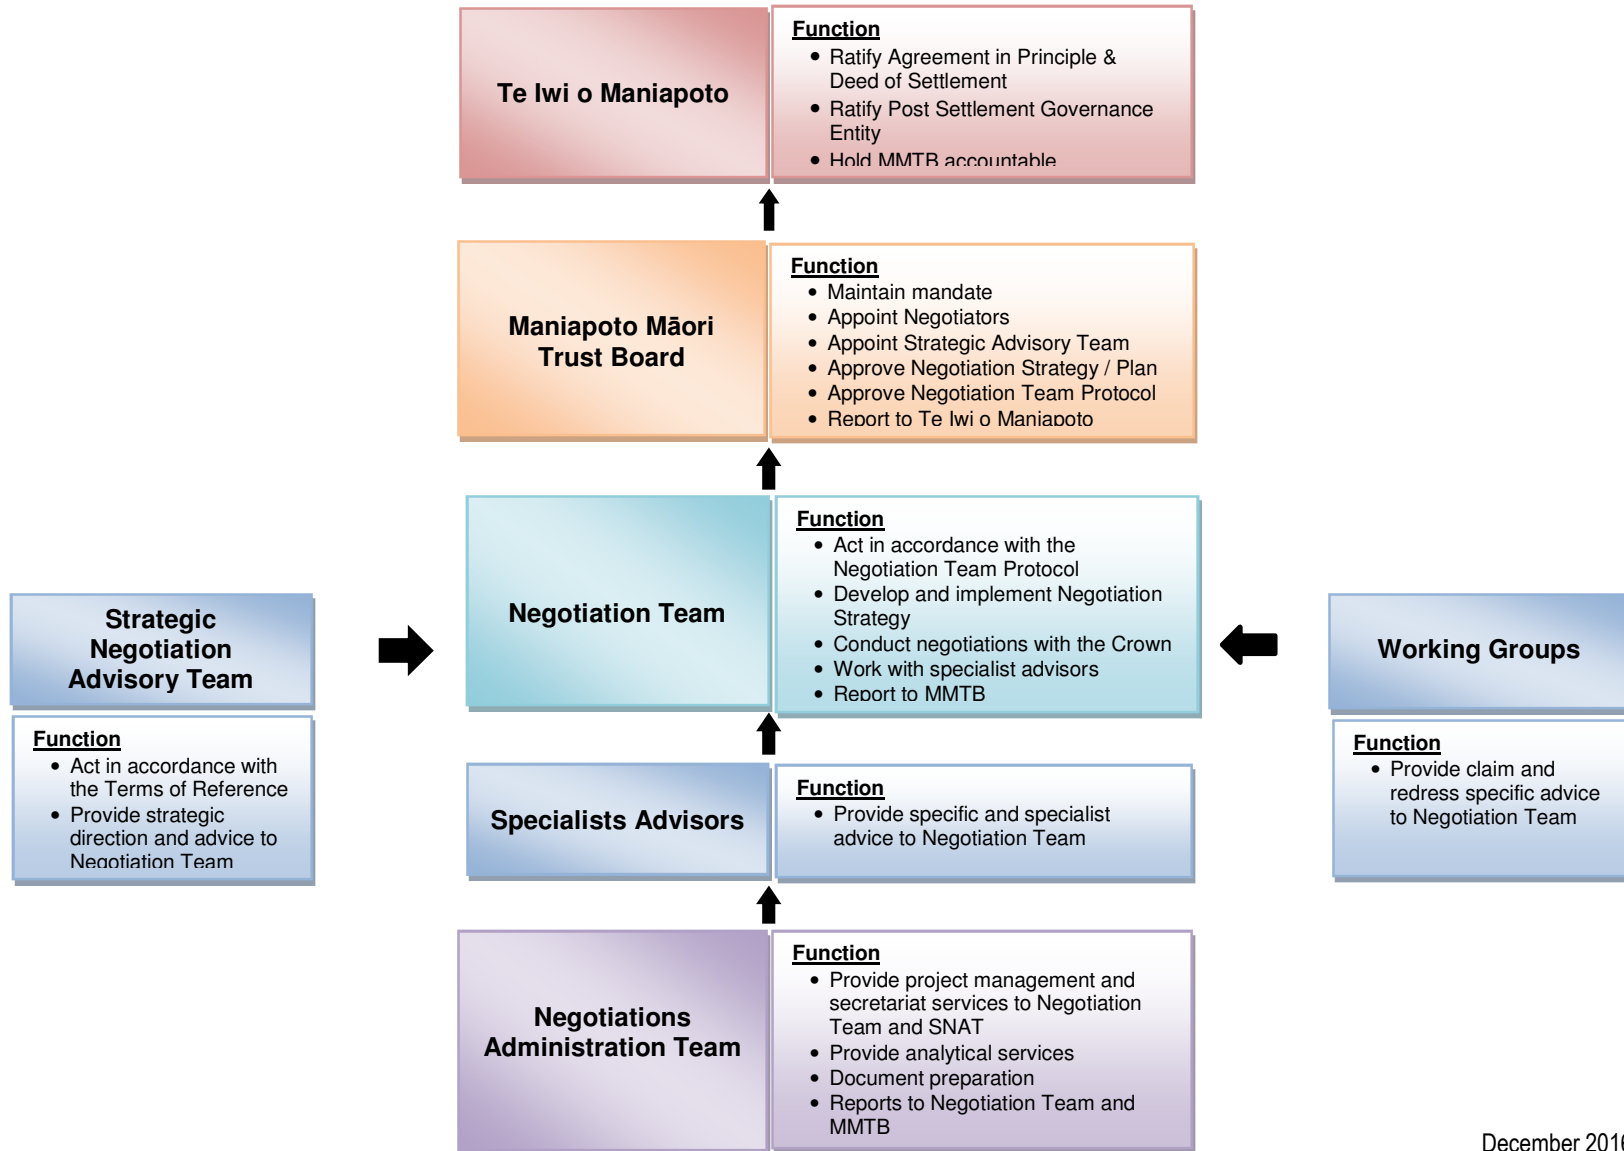 Te Iwi o Maniapoto
Function
• Ratify Agreement in Principle &
Deed of Settlement
• Ratify Post Settlement Governance
Entity
• Hold MMTB accountable
Maniapoto Māori
Trust Board
Function
• Maintain mandate
• Appoint Negotiators
• Appoint Strategic Advisory Team
• Approve Negotiation Strategy / Plan
• Approve Negotiation Team Protocol
• Report to Te Iwi o Maniapoto
Negotiation Team
Function
• Act in accordance with the
Negotiation Team Protocol
• Develop and implement Negotiation
Strategy
• Conduct negotiations with the Crown
• Work with specialist advisors
• Report to MMTB
Strategic
Negotiation
Advisory Team
Function
• Act in accordance with
the Terms of Reference
• Provide strategic
direction and advice to
Negotiation Team
Working Groups
Function
• Provide claim and
redress specific advice
to Negotiation Team
Specialists Advisors
Function
• Provide specific and specialist
advice to Negotiation Team
Negotiations
Administration Team
Function
• Provide project management and
secretariat services to Negotiation
Team and SNAT
• Provide analytical services
• Document preparation
• Reports to Negotiation Team and
MMTB
December 2016